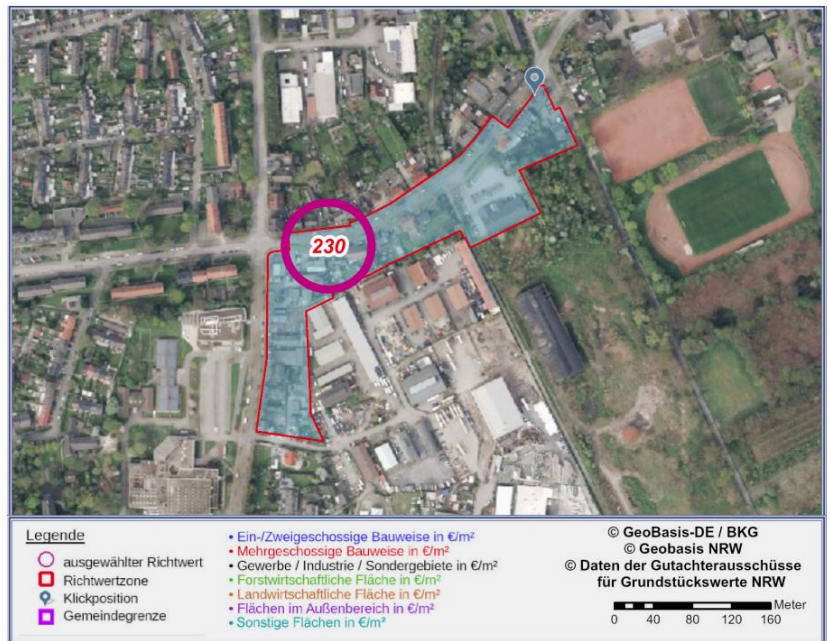 230
Legende
ausgewählter Richtwert
Richtwertzone
Klickposition
Gemeindegrenze
• Ein-/Zweigeschossige Bauweise in €/m²
• Mehrgeschossige Bauweise in €/m²
• Gewerbe / Industrie / Sondergebiete in €/m²
• Forstwirtschaftliche Fläche in €/m²
• Landwirtschaftliche Fläche in €/m²
• Flächen im Außenbereich in €/m²
• Sonstige Flächen in €/m²
© GeoBasis-DE / BKG
© Geobasis NRW
© Daten der Gutachterausschüsse
für Grundstückswerte NRW
Meter
0 40 80 120 160